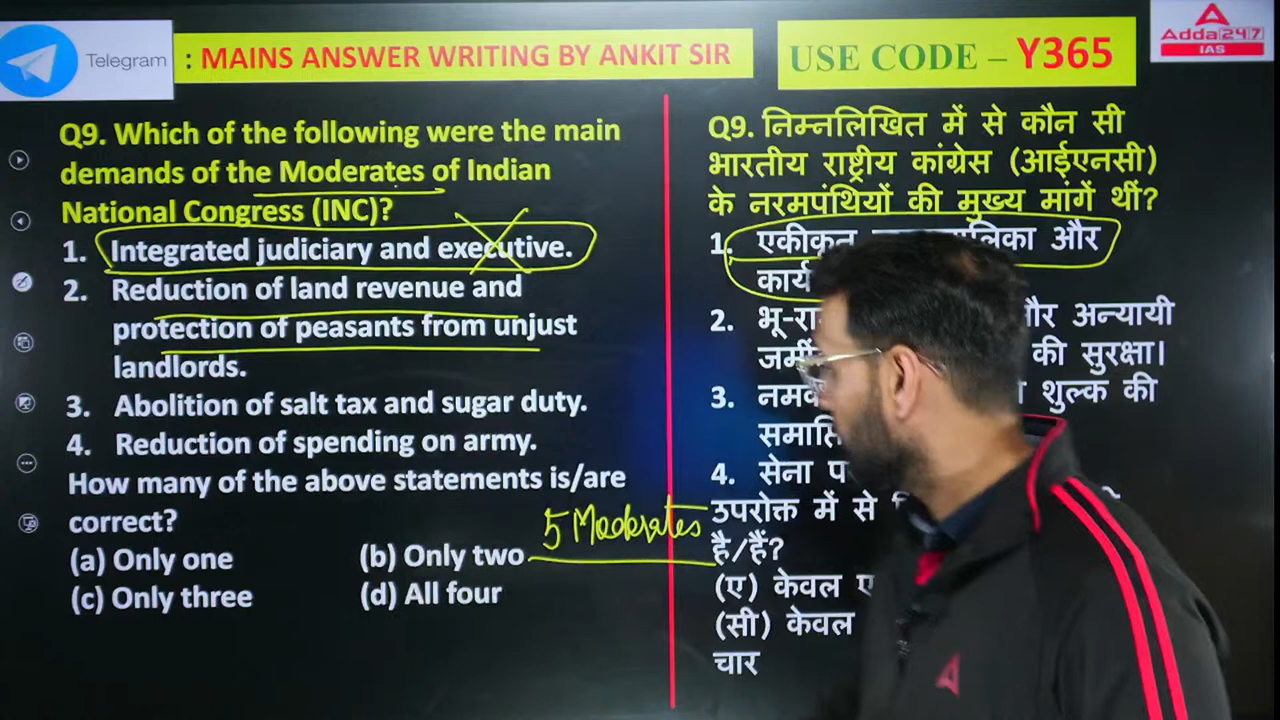 Telegram
: MAINS ANSWER WRITING BY ANKIT SIR
USE CODE – Y365
Adda247
IAS
Q9. Which of the following were the main
demands of the Moderates of Indian
National Congress (INC)?
1. Integrated judiciary and executive.
2. Reduction of land revenue and
protection of peasants from unjust
landlords.
3. Abolition of salt tax and sugar duty.
4. Reduction of spending on army.
How many of the above statements is/are
correct?
5 Moderates
(a) Only one (b) Only two
(c) Only three (d) All four
Q9. निम्नलिखित में से कौन सी
भारतीय राष्ट्रीय कांग्रेस (आईएनसी)
के नरमपंथियों की मुख्य मांगें थीं?
1. एकीकृत और
2. और अन्यायी
की सुरक्षा।
3. शुल्क की
4. सेना
उपरोक्त में से
है/हैं?
(ए) केवल
(सी) केवल
चार